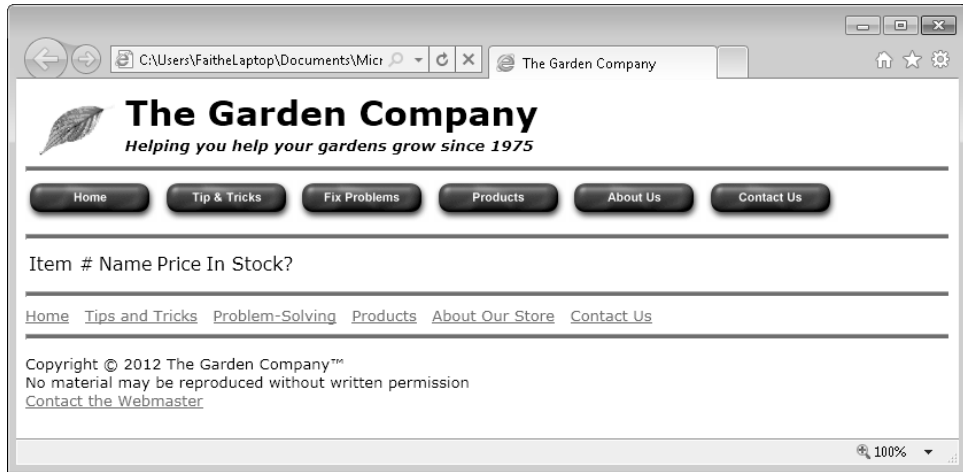 C:\Users\FaitheLaptop\Documents\Micr
The Garden Company
The Garden Company
Helping you help your gardens grow since 1975
Home Tip & Tricks Fix Problems Products About Us Contact Us
Item # Name Price In Stock?
Home Tips and Tricks Problem-Solving Products About Our Store Contact Us
Copyright © 2012 The Garden Company™
No material may be reproduced without written permission
Contact the Webmaster
100%